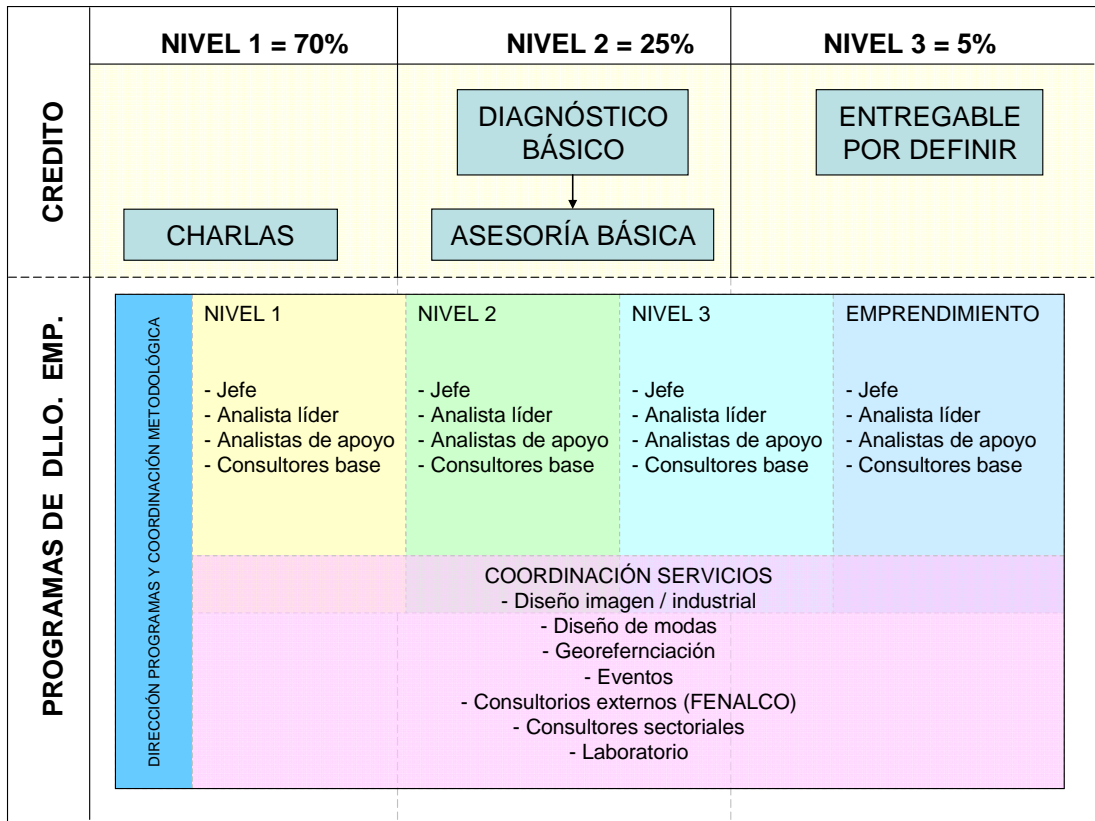 NIVEL 1 = 70%
NIVEL 2 = 25%
NIVEL 3 = 5%
CREDITO
CHARLAS
DIAGNÓSTICO
BÁSICO
ASESORÍA BÁSICA
ENTREGABLE
POR DEFINIR
PROGRAMAS DE DLLO. EMP.
DIRECCIÓN PROGRAMAS Y COORDINACIÓN METODOLÓGICA
NIVEL 1
- Jefe
- Analista líder
- Analistas de apoyo
- Consultores base
NIVEL 2
- Jefe
- Analista líder
- Analistas de apoyo
- Consultores base
NIVEL 3
- Jefe
- Analista líder
- Analistas de apoyo
- Consultores base
EMPRENDIMIENTO
- Jefe
- Analista líder
- Analistas de apoyo
- Consultores base
COORDINACIÓN SERVICIOS
- Diseño imagen / industrial
- Diseño de modas
- Georefernciación
- Eventos
- Consultorios externos (FENALCO)
- Consultores sectoriales
- Laboratorio